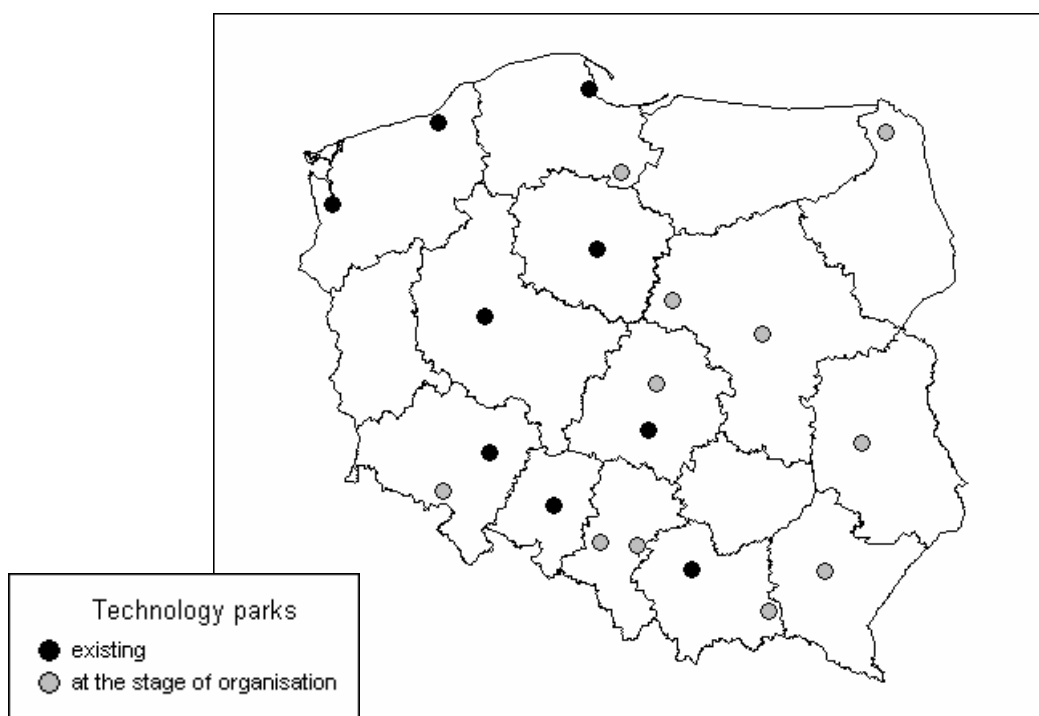 Technology parks
existing
at the stage of organisation